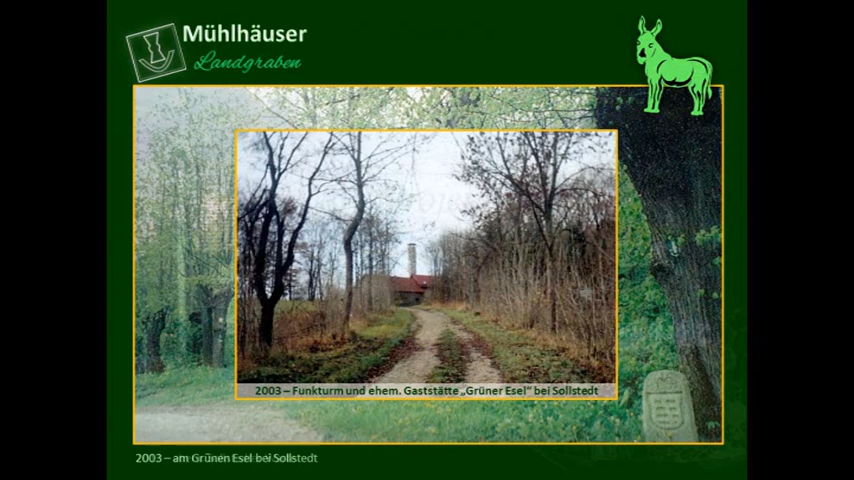 Mühlhäuser
Landgraben
2003 – Funkturm und ehem. Gaststätte „Grüner Esel“ bei Sollstedt
2003 – am Grünen Esel bei Sollstedt